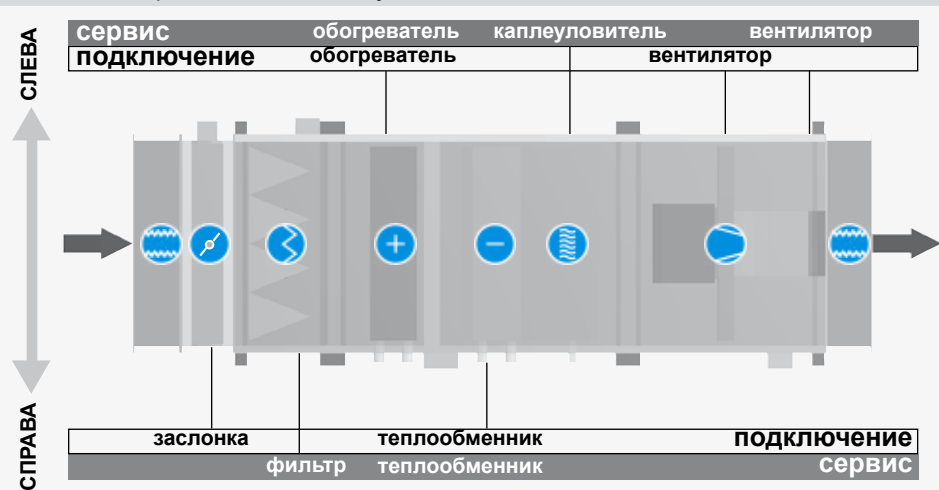 СЛЕВА
сервис обогреватель каплеуловитель вентилятор
подключение обогреватель вентилятор
СПРАВА
заслонка теплообменник подключение
фильтр теплообменник сервис